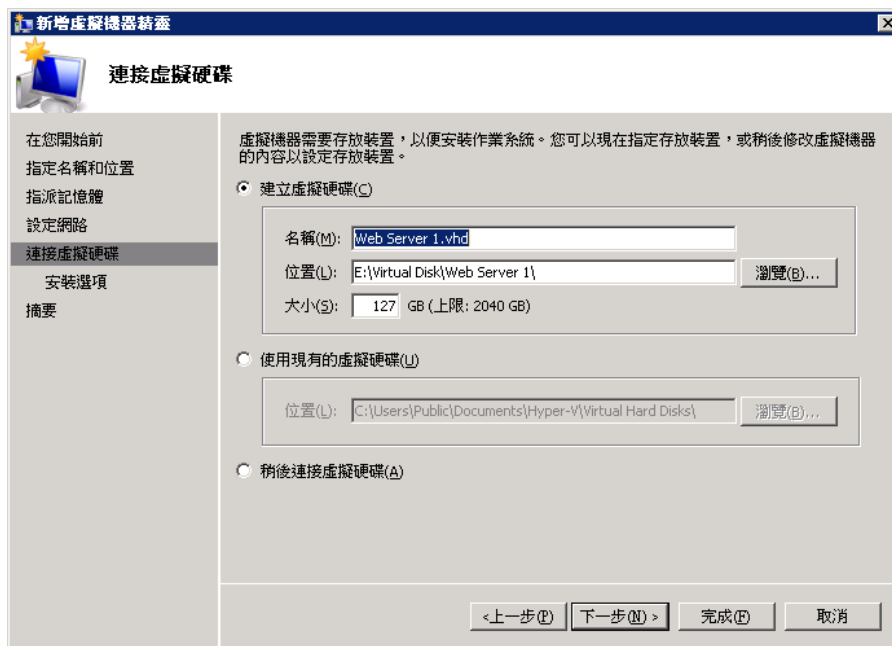 新增虛擬機器精靈
連接虛擬硬碟
在您開始前
指定名稱和位置
指派記憶體
設定網路
連接虛擬硬碟
安裝選項
摘要
虛擬機器需要存放裝置，以便安裝作業系統。您可以現在指定存放裝置，或稍後修改虛擬機器
的內容以設定存放裝置。
建立虛擬硬碟(C)
名稱(M): Web Server 1.vhd
位置(L): E:\Virtual Disk\Web Server 1\ 瀏覽(B)...
大小(S): 127 GB (上限: 2040 GB)
使用現有的虛擬硬碟(U)
位置(L): C:\Users\Public\Documents\Hyper-V\Virtual Hard Disks\ 瀏覽(B)...
稍後連接虛擬硬碟(A)
<上一步(P) 下一步(N) > 完成(F) 取消